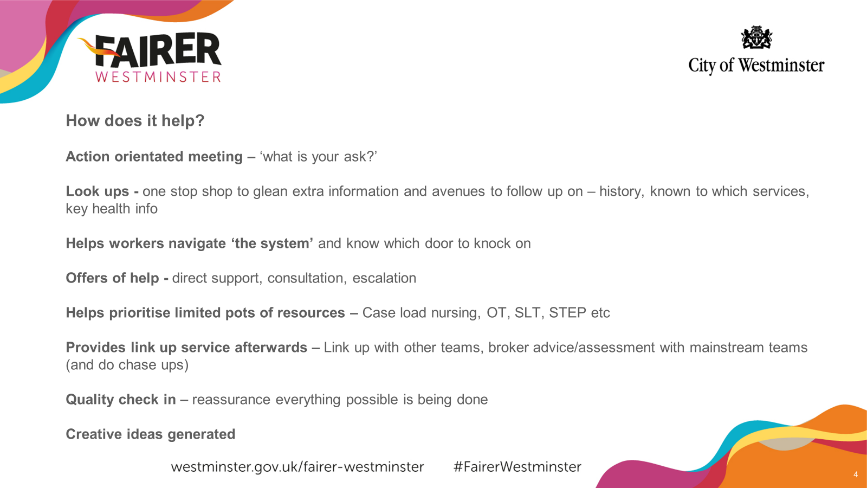 FAIRER
WESTMINSTER
City of Westminster
How does it help?
Action orientated meeting – ‘what is your ask?’
Look ups - one stop shop to glean extra information and avenues to follow up on – history, known to which services,
key health info
Helps workers navigate ‘the system’ and know which door to knock on
Offers of help - direct support, consultation, escalation
Helps prioritise limited pots of resources – Case load nursing, OT, SLT, STEP etc
Provides link up service afterwards – Link up with other teams, broker advice/assessment with mainstream teams
(and do chase ups)
Quality check in – reassurance everything possible is being done
Creative ideas generated
westminster.gov.uk/fairer-westminster #FairerWestminster
4